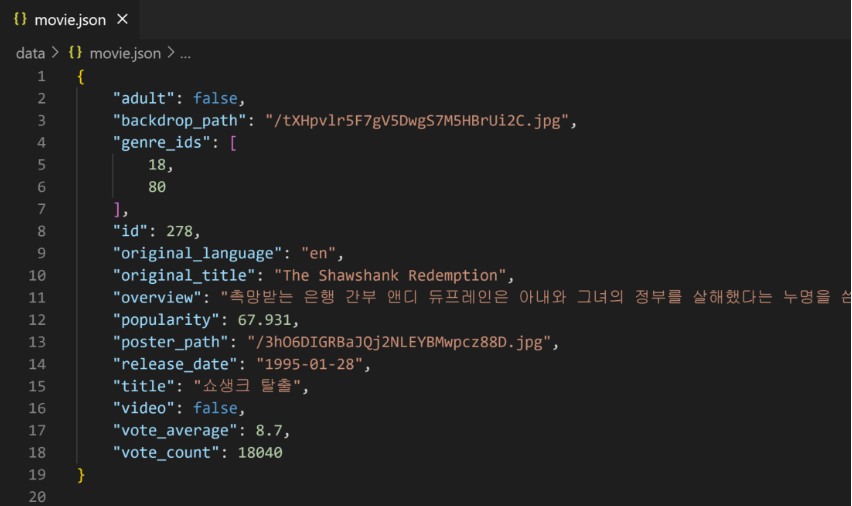 {} movie.json ×
data > {} movie.json > ...
1 {
2 "adult": false,
3 "backdrop_path": "/tXHpvlr5F7gV5DwgS7M5HBrUi2C.jpg",
4 "genre_ids": [
5 18,
6 80
7 ],
8 "id": 278,
9 "original_language": "en",
10 "original_title": "The Shawshank Redemption",
11 "overview": "촉망받는 은행 간부 앤디 듀프레인은 아내와 그녀의 정부를 살해했다는 누명을
12 "popularity": 67.931,
13 "poster_path": "/3hO6DIGRBaJQj2NLEYBMwpcz88D.jpg",
14 "release_date": "1995-01-28",
15 "title": "쇼생크 탈출",
16 "video": false,
17 "vote_average": 8.7,
18 "vote_count": 18040
19 }
20